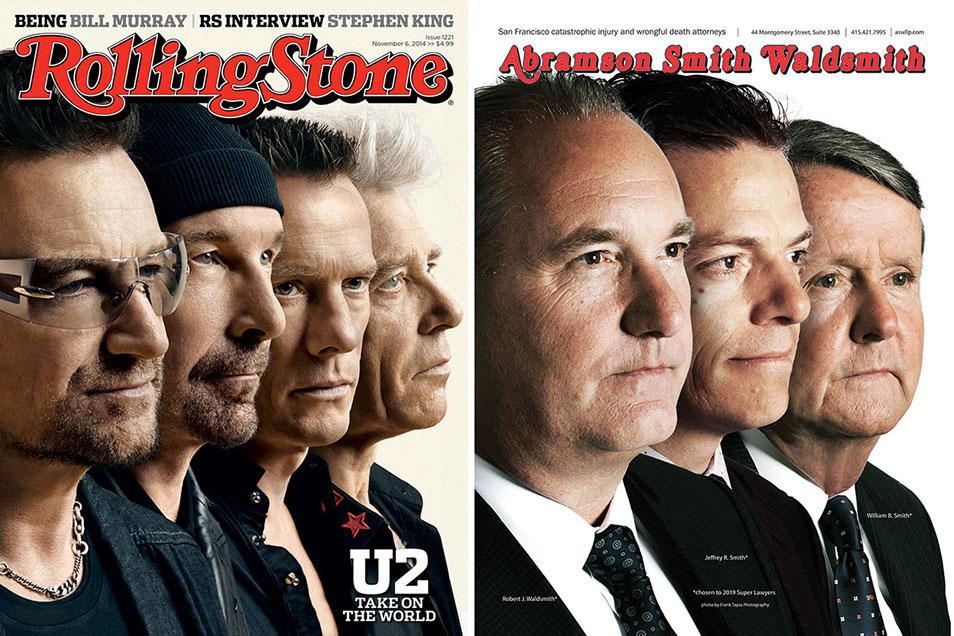 BEING BILL MURRAY | RS INTERVIEW STEPHEN KING
Issue 1221
November 6, 2014 >> $4.99
RollingStone
®
U2
TAKE ON
THE WORLD
San Francisco catastrophic injury and wrongful death attorneys | 44 Montgomery Street, Suite 3340 | 415.421.7995 | aswllp.com
Abramson Smith Waldsmith
William B. Smith*
Jeffrey R. Smith*
Robert J. Waldsmith*
*chosen to 2019 Super Lawyers
photo by Frank Tapia Photography